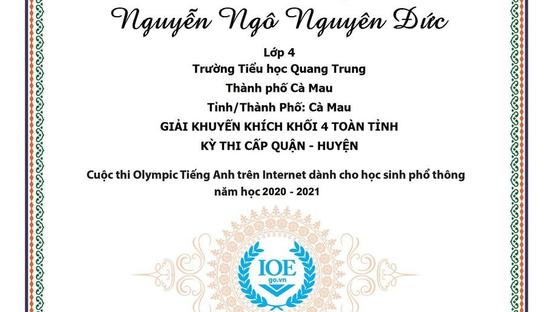 Nguyễn Ngô Nguyên Đức
Lớp 4
Trường Tiểu học Quang Trung
Thành phố Cà Mau
Tỉnh/Thành Phố: Cà Mau
GIẢI KHUYẾN KHÍCH KHỐI 4 TOÀN TỈNH
KỲ THI CẤP QUẬN - HUYỆN
Cuộc thi Olympic Tiếng Anh trên Internet dành cho học sinh phổ thông
năm học 2020 - 2021
IOE
go.vn